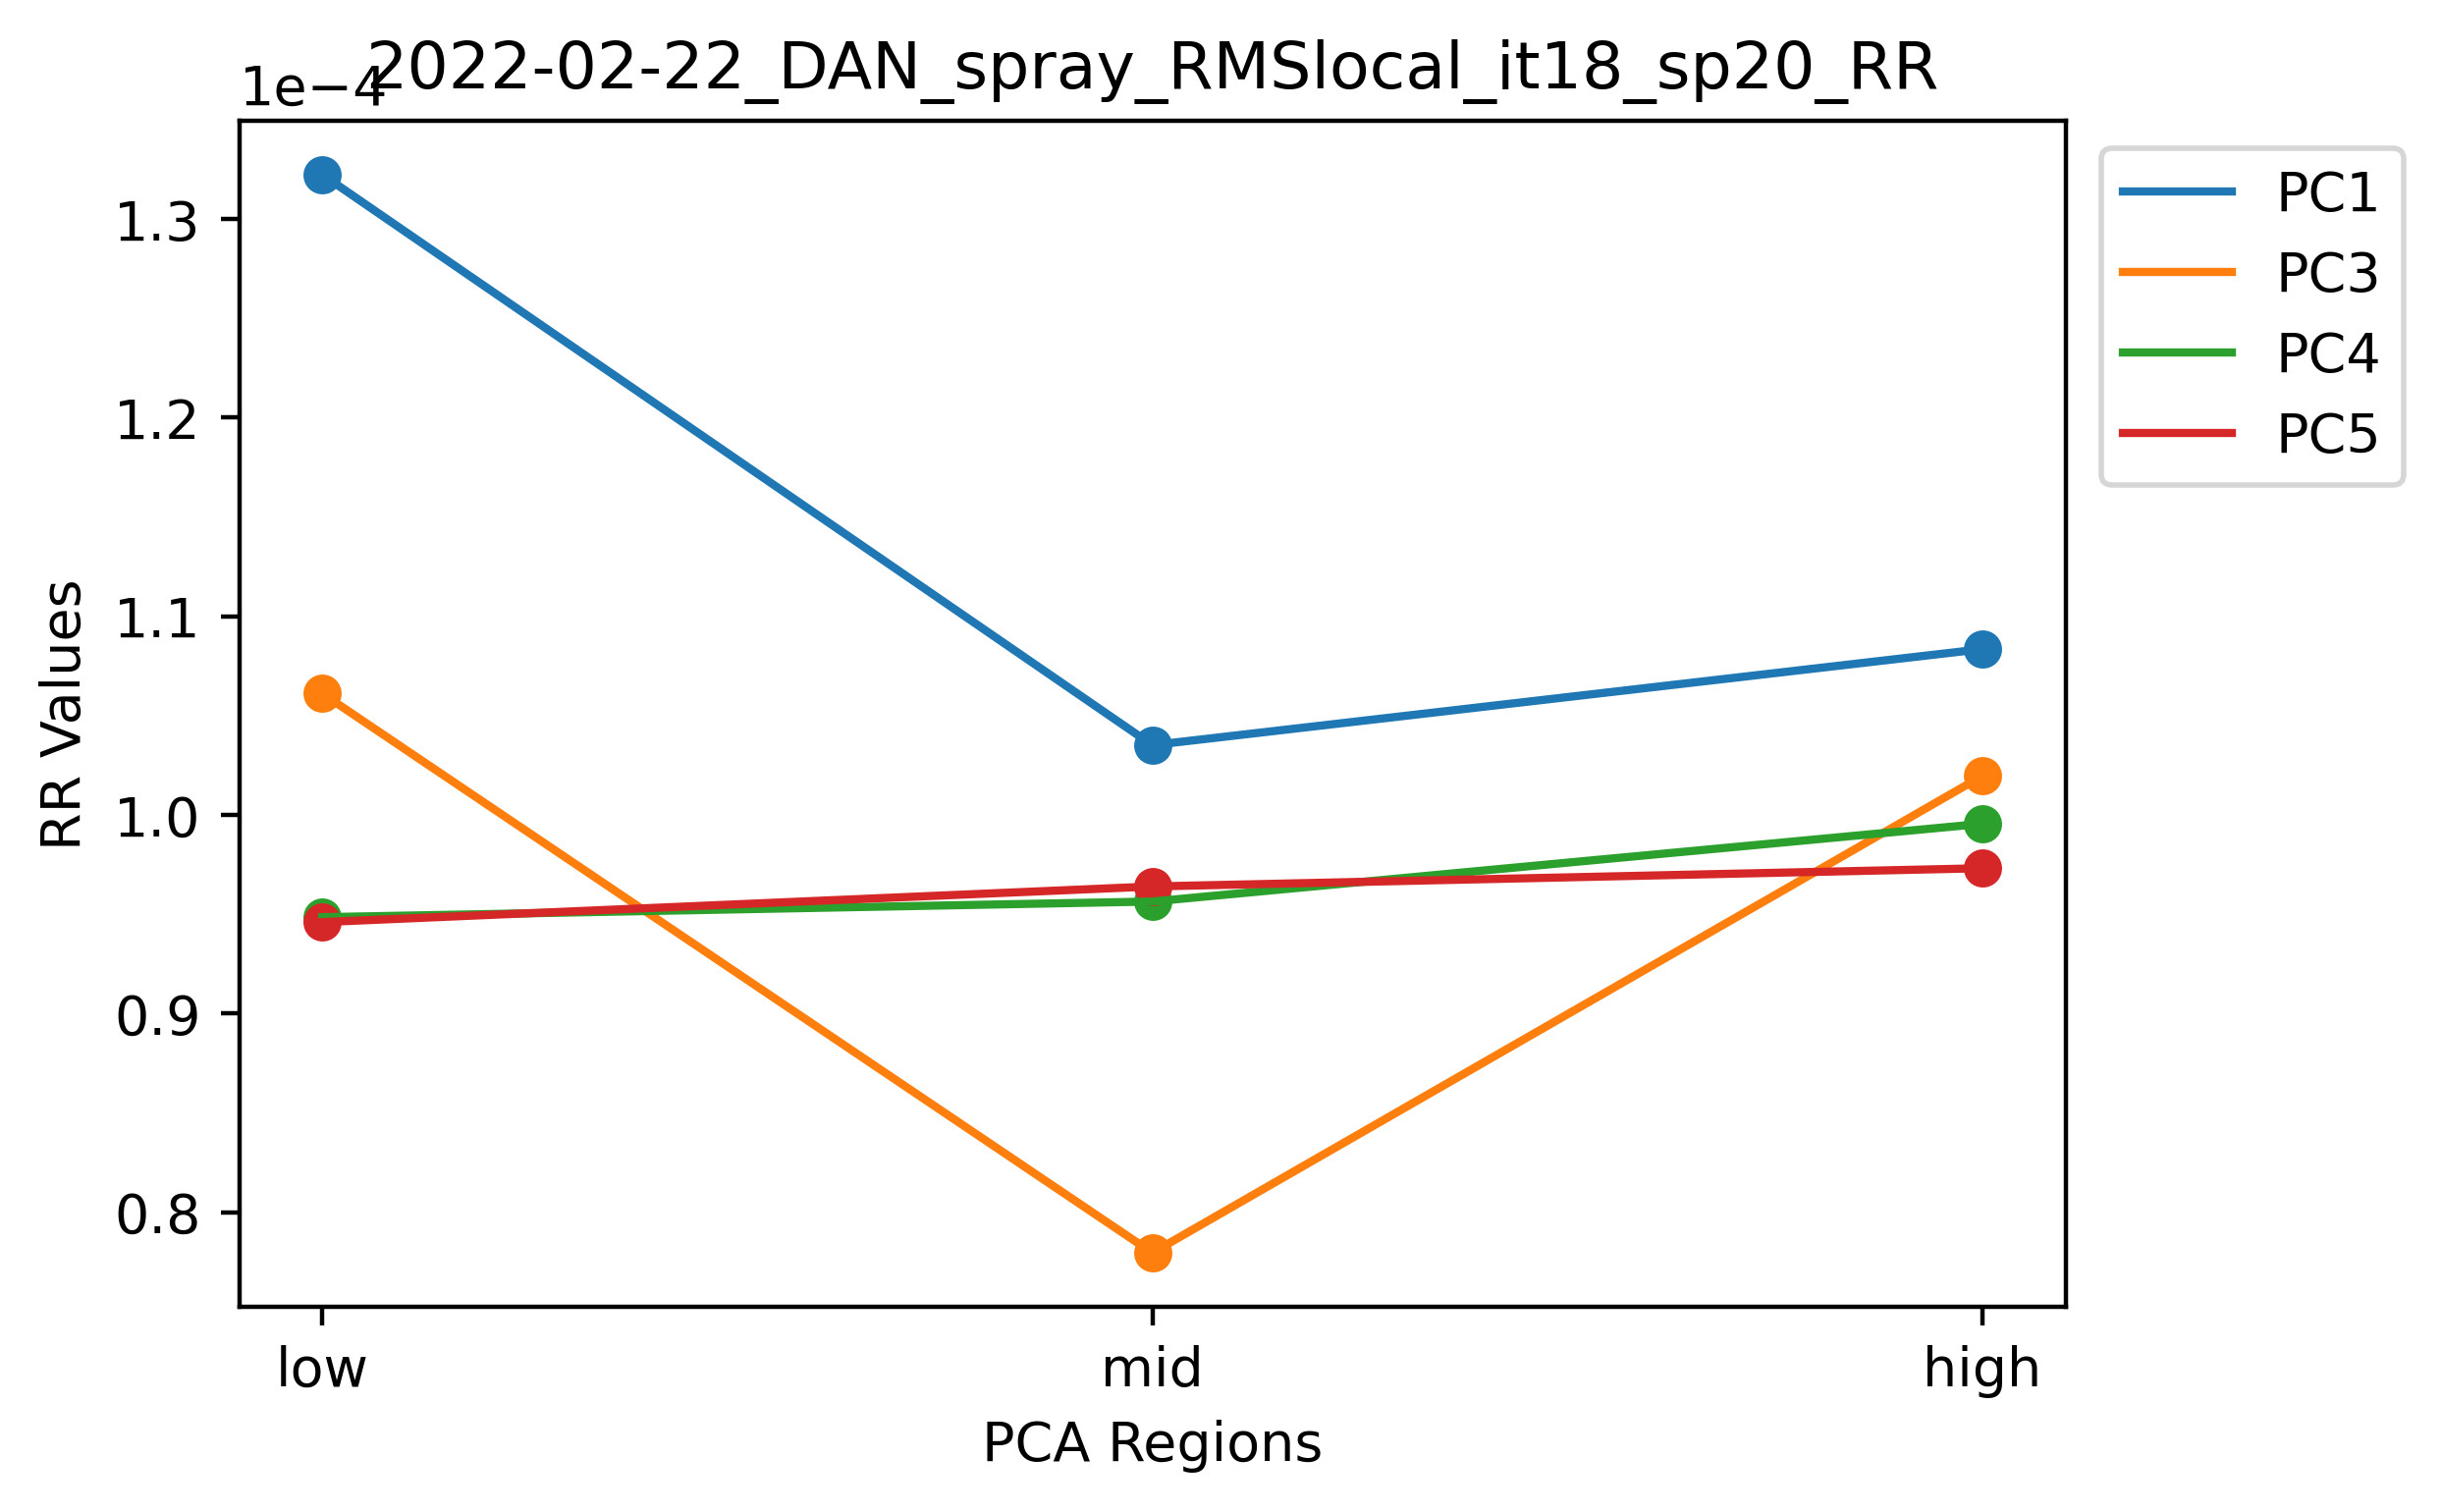 2022-02-22_DAN_spray_RMSlocal_it18_sp20_RR
1e−4
1.3
1.2
1.1
1.0
0.9
0.8
RR Values
low
mid
high
PCA Regions
PC1
PC3
PC4
PC5